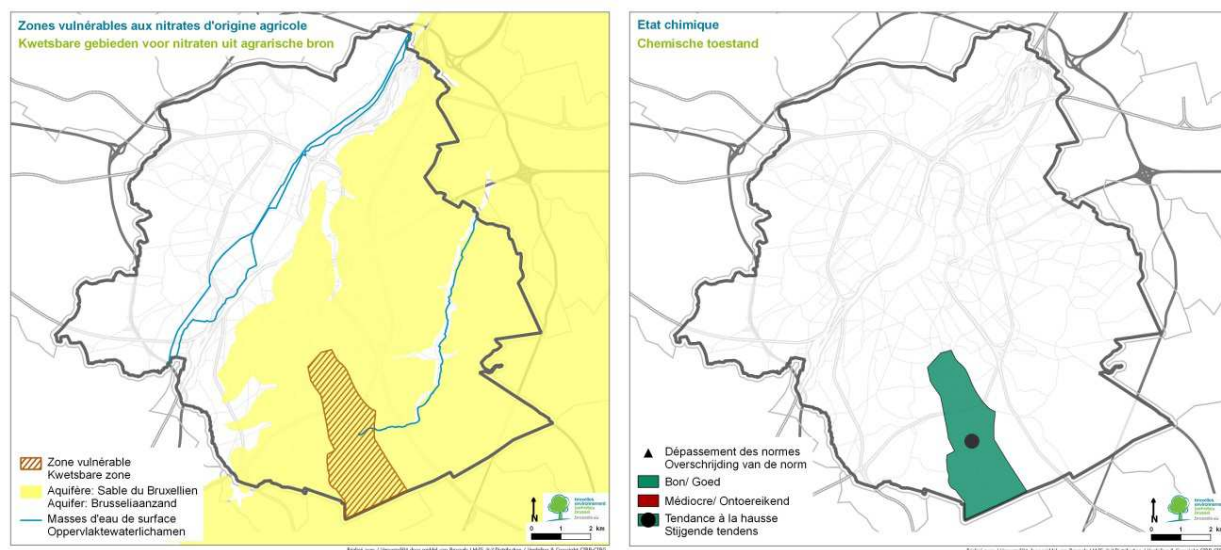 Zones vulnérables aux nitrates d'origine agricole
Kwetsbare gebieden voor nitraten uit agrarische bron
Zone vulnérable
Kwetsbare zone
Aquifère: Sable du Bruxellien
Aquifer: Brusseliaanzand
Masses d'eau de surface
Oppervlaktewaterlichamen
N
0 1 2 km
Etat chimique
Chemische toestand
Dépassement des normes
Overschrijding van de norm
Bon/ Goed
Médiocre/ Ontoereikend
Tendance à la hausse
Stijgende tendens
N
0 1 2 km